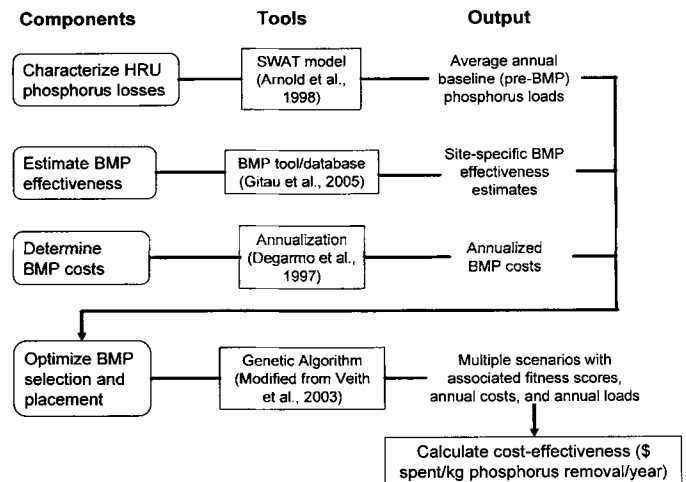 Components Tools Output
Characterize HRU
phosphorus losses
SWAT model
(Arnold et al.,
1998)
Average annual
baseline (pre-BMP)
phosphorus loads
Estimate BMP
effectiveness
BMP tool/database
(Gitau et al., 2005)
Site-specific BMP
effectiveness
estimates
Determine
BMP costs
Annualization
(Degarmo et al.,
1997)
Annualized
BMP costs
Optimize BMP
selection and
placement
Genetic Algorithm
(Modified from Veith
et al., 2003)
Multiple scenarios with
associated fitness scores,
annual costs, and annual loads
Calculate cost-effectiveness ($
spent/kg phosphorus removal/year)